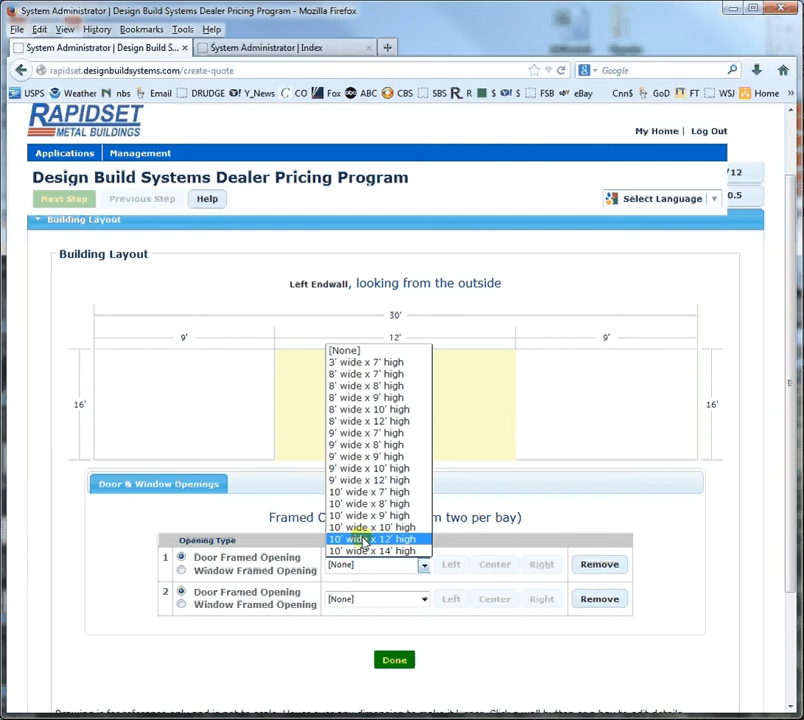 System Administrator | Design Build Systems Dealer Pricing Program - Mozilla Firefox
File Edit View History Bookmarks Tools Help
System Administrator | Design Build S... × System Administrator | Index × +
rapidset.designbuildsystems.com/create-quote Google
USPS Weather nbs Email DRUDGE Y_News CO Fox ABC CBS SBS R $ S FSB eBay Cnn$ GoD FT WSJ Home »
RAPIDSET
METAL BUILDINGS
My Home | Log Out
Applications Management
Design Build Systems Dealer Pricing Program
/12
Next Step Previous Step Help
Select Language
0.5
Building Layout
Building Layout
Left Endwall, looking from the outside
30'
9' 12' 9'
16' 16'
[None]
3' wide x 7' high
8' wide x 7' high
8' wide x 8' high
8' wide x 9' high
8' wide x 10' high
8' wide x 12' high
9' wide x 7' high
9' wide x 8' high
9' wide x 9' high
9' wide x 10' high
9' wide x 12' high
10' wide x 7' high
10' wide x 8' high
10' wide x 9' high
10' wide x 10' high
10' wide x 12' high
10' wide x 14' high
Door & Window Openings
Framed two per bay)
Opening Type
1 Door Framed Opening
Window Framed Opening
[None] Left Center Right Remove
2 Door Framed Opening
Window Framed Opening
[None] Left Center Right Remove
Done